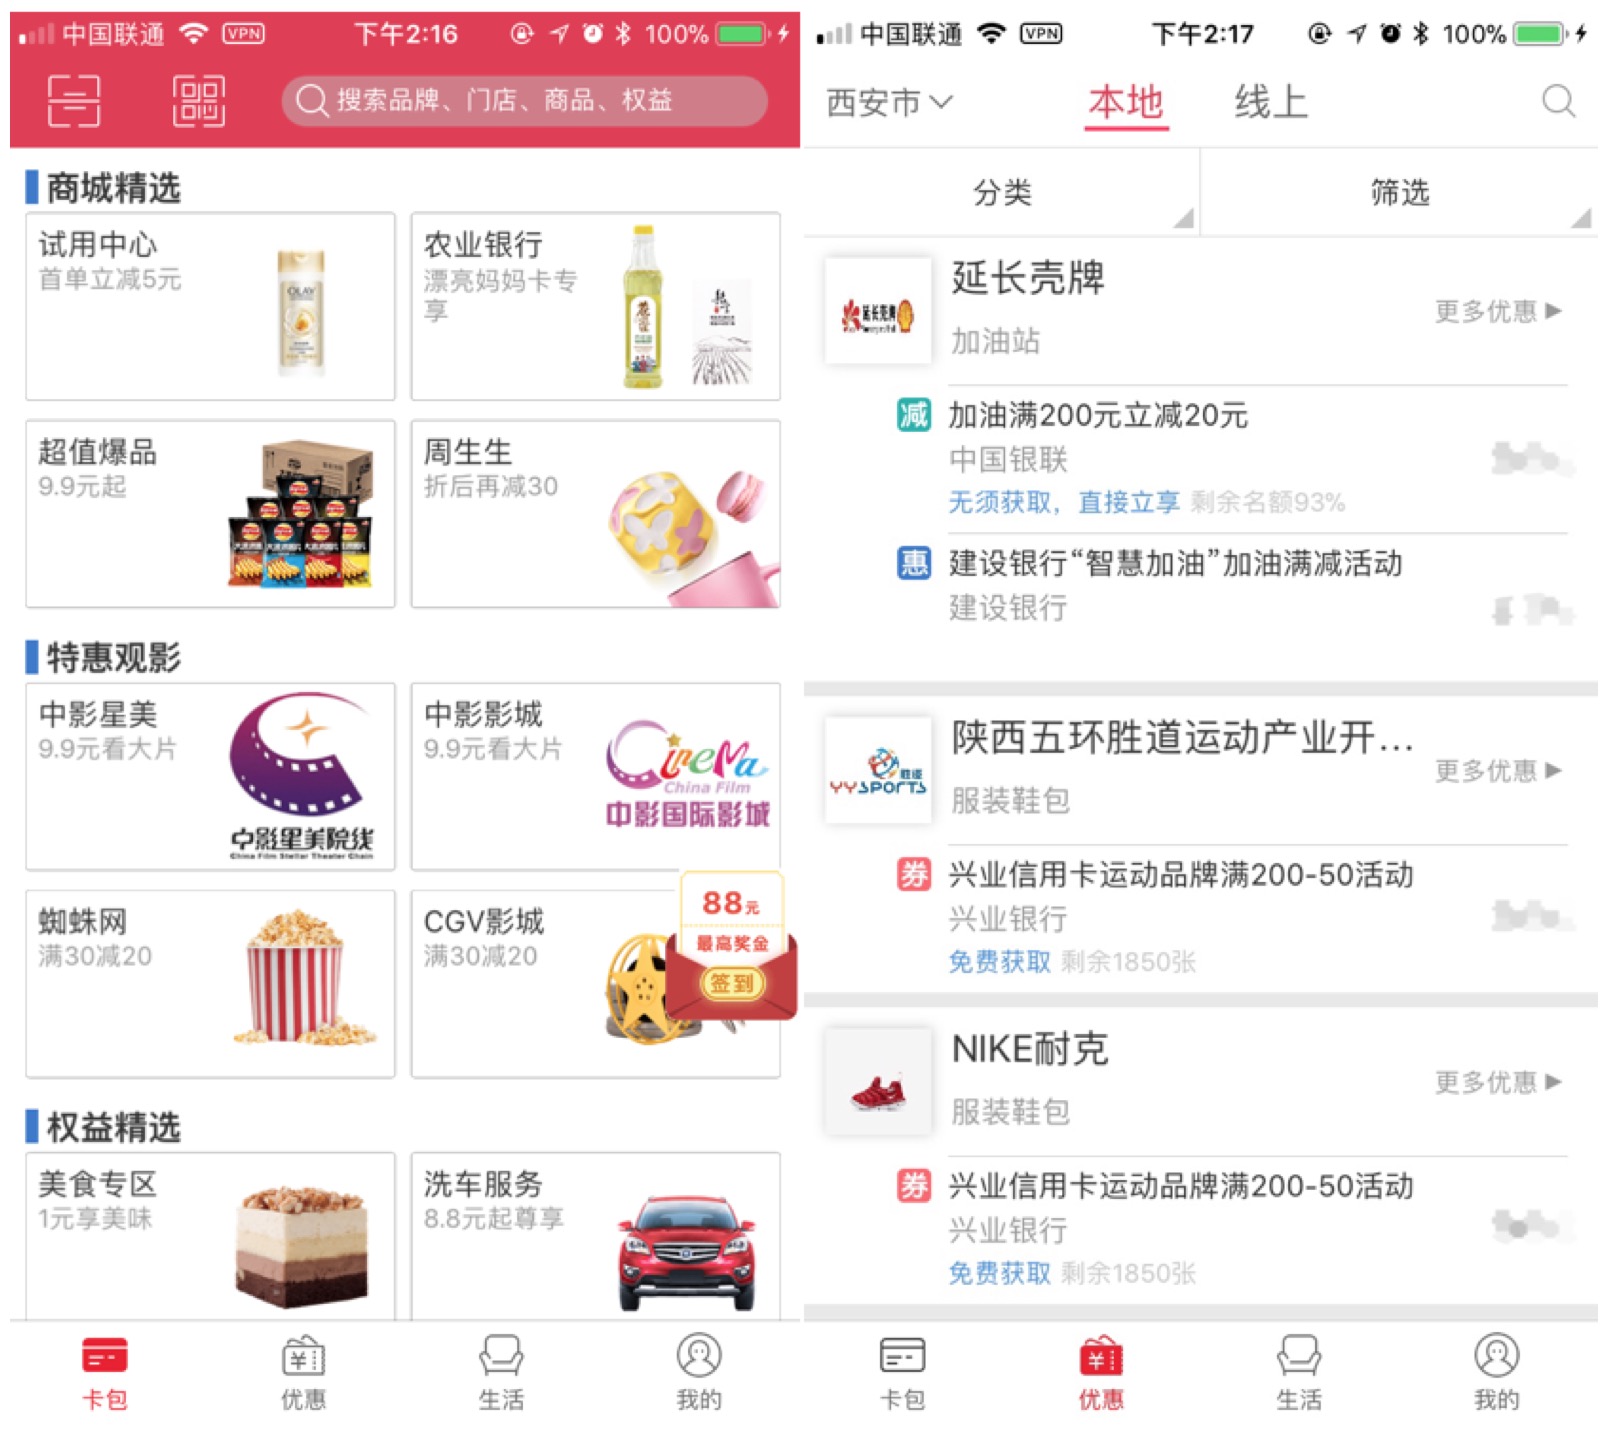 中国联通 VPN 下午2:16 100%
搜索品牌、门店、商品、权益
商城精选
试用中心
首单立减5元
OLAY
农业银行
漂亮妈妈卡专
享
超值爆品
9.9元起
周生生
折后再减30
特惠观影
中影星美
9.9元看大片
中影星美院线
China Film Stellar Theater Chain
中影影城
9.9元看大片
CineMa
China Film
中影国际影城
蜘蛛网
满30减20
CGV影城
满30减20
88元
最高奖金
签到
权益精选
美食专区
1元享美味
洗车服务
8.8元起尊享
卡包
优惠
生活
我的
中国联通 VPN 下午2:17 100%
西安市 本地 线上
分类 筛选
延长壳牌
延长壳牌
加油站
更多优惠
减 加油满200元立减20元
中国银联
无须获取，直接立享 剩余名额93%
惠 建设银行“智慧加油”加油满减活动
建设银行
胜道
YYSPORTS
陕西五环胜道运动产业开...
服装鞋包
更多优惠
券 兴业信用卡运动品牌满200-50活动
兴业银行
免费获取 剩余1850张
NIKE耐克
服装鞋包
更多优惠
券 兴业信用卡运动品牌满200-50活动
兴业银行
免费获取 剩余1850张
卡包
优惠
生活
我的